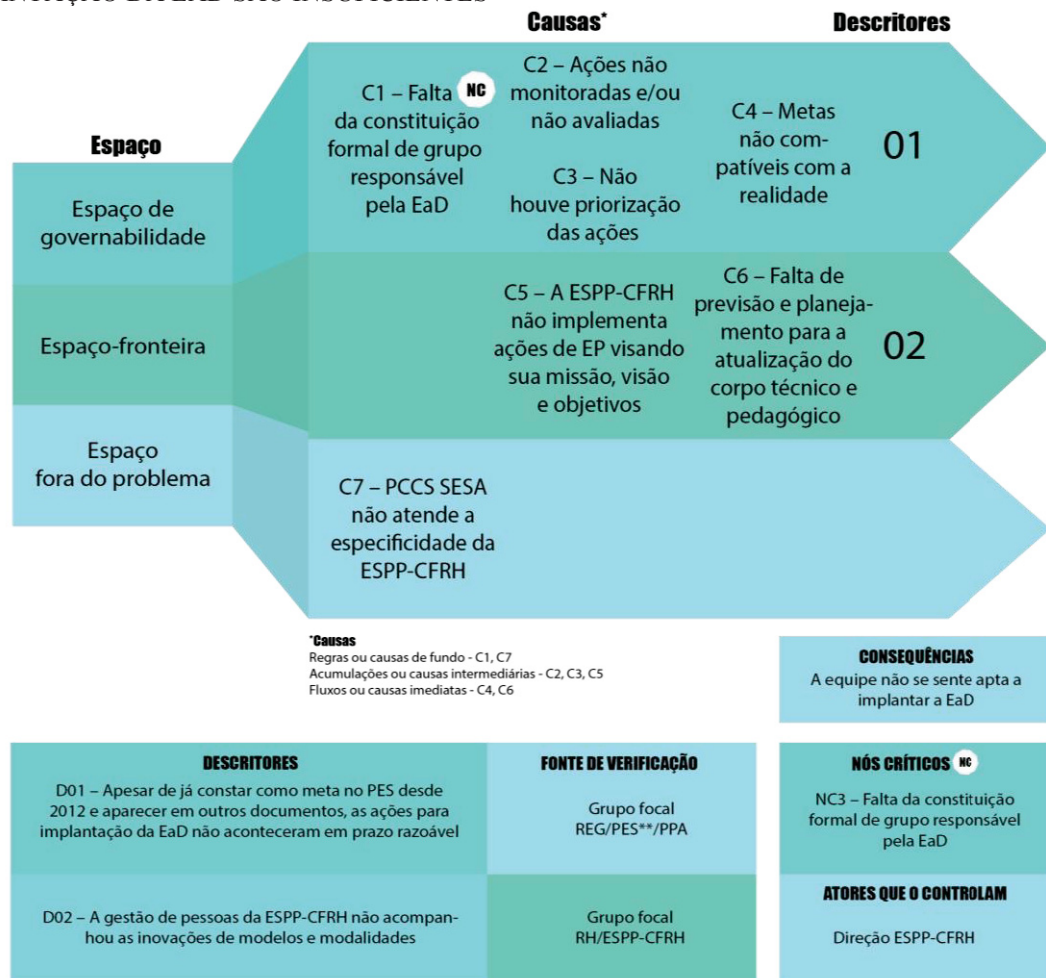 Causas*
Descritores
Espaço
Espaço de
governabilidade
C1 – Falta NC
da constituição
formal de grupo
responsável
pela EaD
C2 – Ações não
monitoradas e/ou
não avaliadas
C3 – Não
houve priorização
das ações
C4 – Metas
não com-
patíveis com a
realidade
01
Espaço-fronteira
C5 – A ESPP-CFRH
não implementa
ações de EP visando
sua missão, visão
e objetivos
C6 – Falta de
previsão e planeja-
mento para a
atualização do
corpo técnico e
pedagógico
02
Espaço
fora do problema
C7 – PCCS SESA
não atende a
especificidade da
ESPP-CFRH
*Causas
Regras ou causas de fundo - C1, C7
Acumulações ou causas intermediárias - C2, C3, C5
Fluxos ou causas imediatas - C4, C6
CONSEQUÊNCIAS
A equipe não se sente apta a
implantar a EaD
DESCRITORES
D01 – Apesar de já constar como meta no PES desde
2012 e aparecer em outros documentos, as ações para
implantação da EaD não aconteceram em prazo razoável
FONTE DE VERIFICAÇÃO
Grupo focal
REG/PES**/PPA
NÓS CRÍTICOS NC
NC3 – Falta da constituição
formal de grupo responsável
pela EaD
D02 – A gestão de pessoas da ESPP-CFRH não acompan-
hou as inovações de modelos e modalidades
Grupo focal
RH/ESPP-CFRH
ATORES QUE O CONTROLAM
Direção ESPP-CFRH